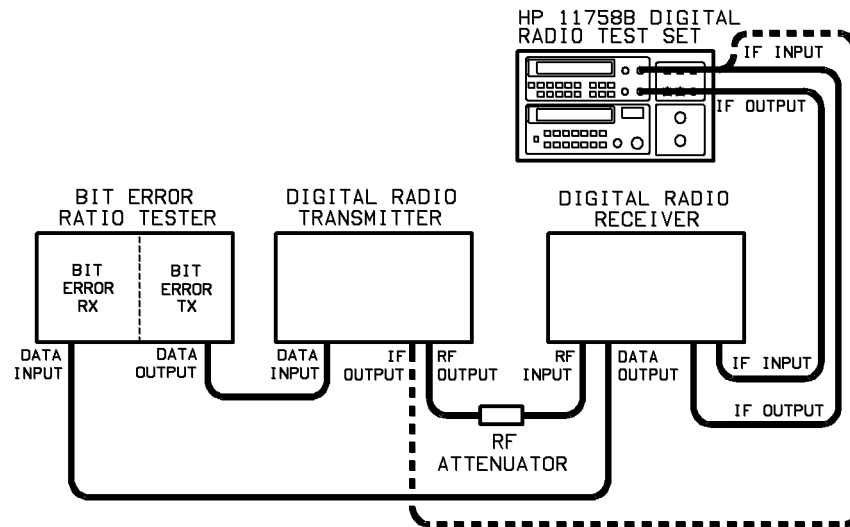 HP 11758B DIGITAL
RADIO TEST SET
IF INPUT
IF OUTPUT
BIT ERROR
RATIO TESTER
DIGITAL RADIO
TRANSMITTER
DIGITAL RADIO
RECEIVER
BIT
ERROR
RX
BIT
ERROR
TX
DATA
INPUT
DATA
OUTPUT
DATA
INPUT
IF
OUTPUT
RF
OUTPUT
RF
INPUT
DATA
OUTPUT
IF INPUT
IF OUTPUT
RF
ATTENUATOR